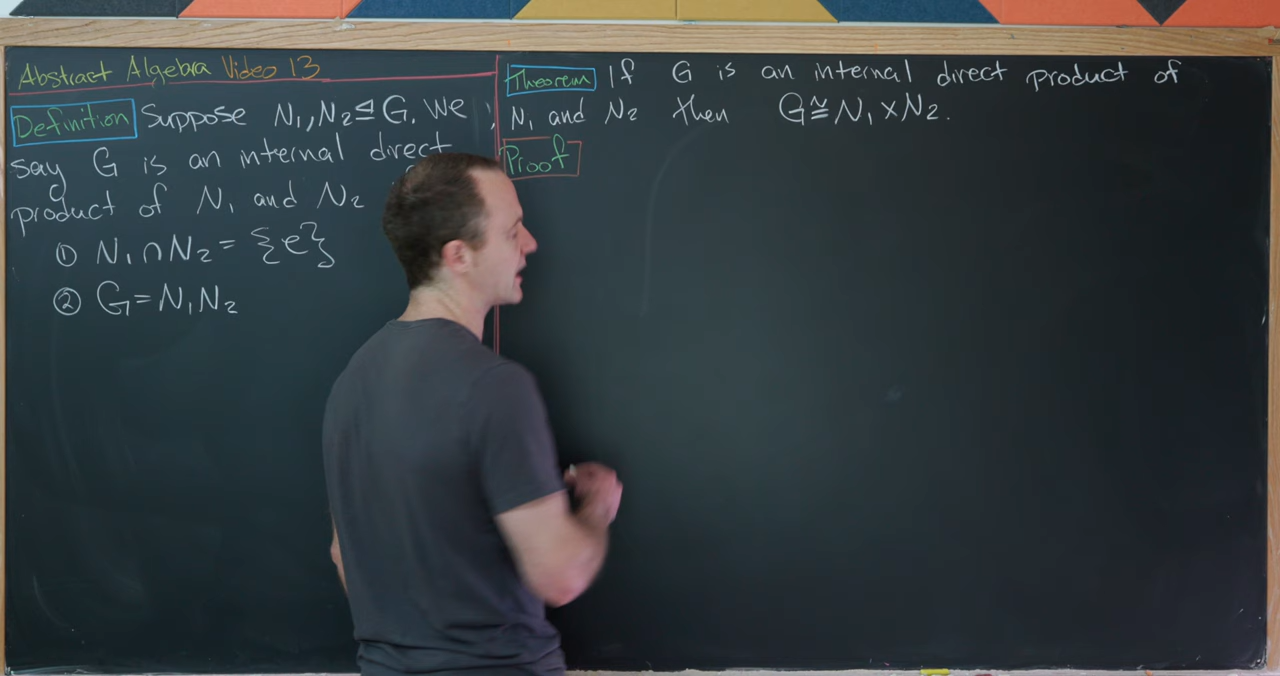 Abstract Algebra Video 13
Definition Suppose N₁, N₂ ⊴ G. We
say G is an internal direct
product of N₁ and N₂
① N₁ ∩ N₂ = {e}
② G = N₁N₂
Theorem If G is an internal direct product of
N₁ and N₂ then G ≅ N₁ × N₂.
Proof